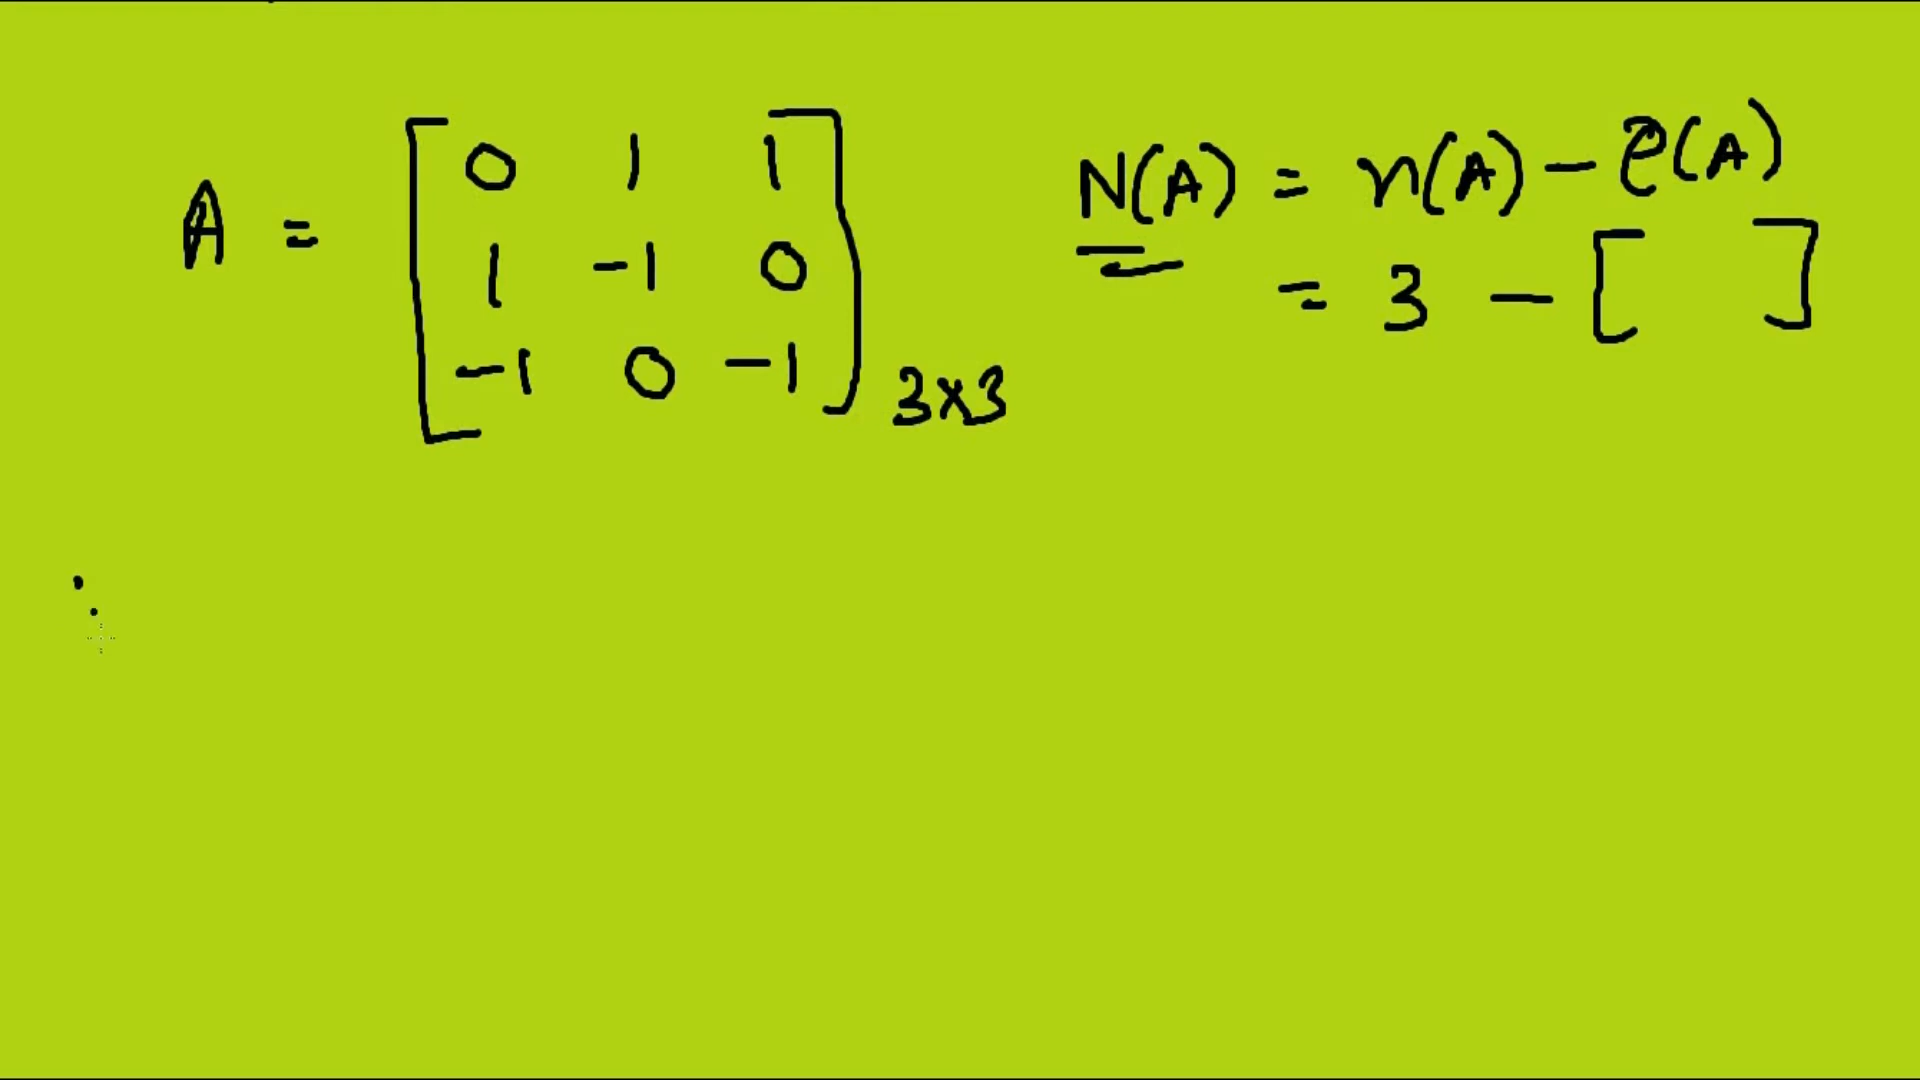 A = [ 0 1 1
1 -1 0
-1 0 -1 ] 3x3
N(A) = n(A) - ρ(A)
= 3 - [ ]